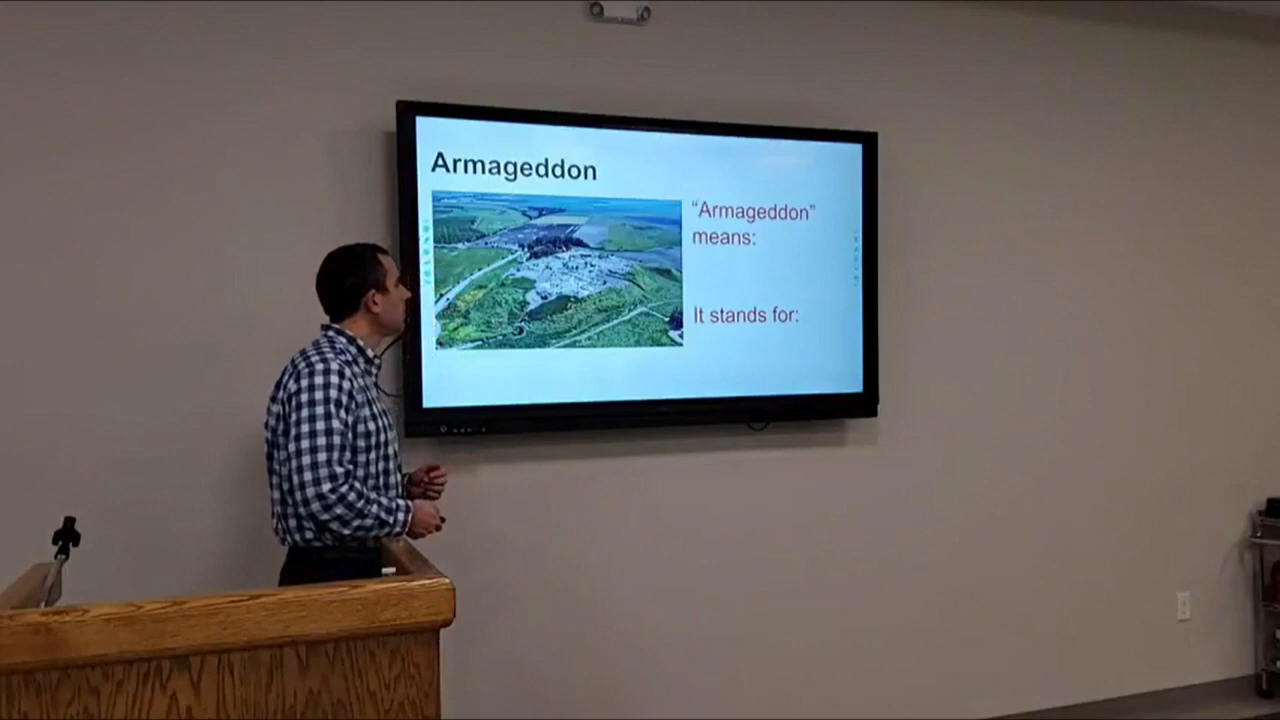 Armageddon
“Armageddon”
means:
It stands for: